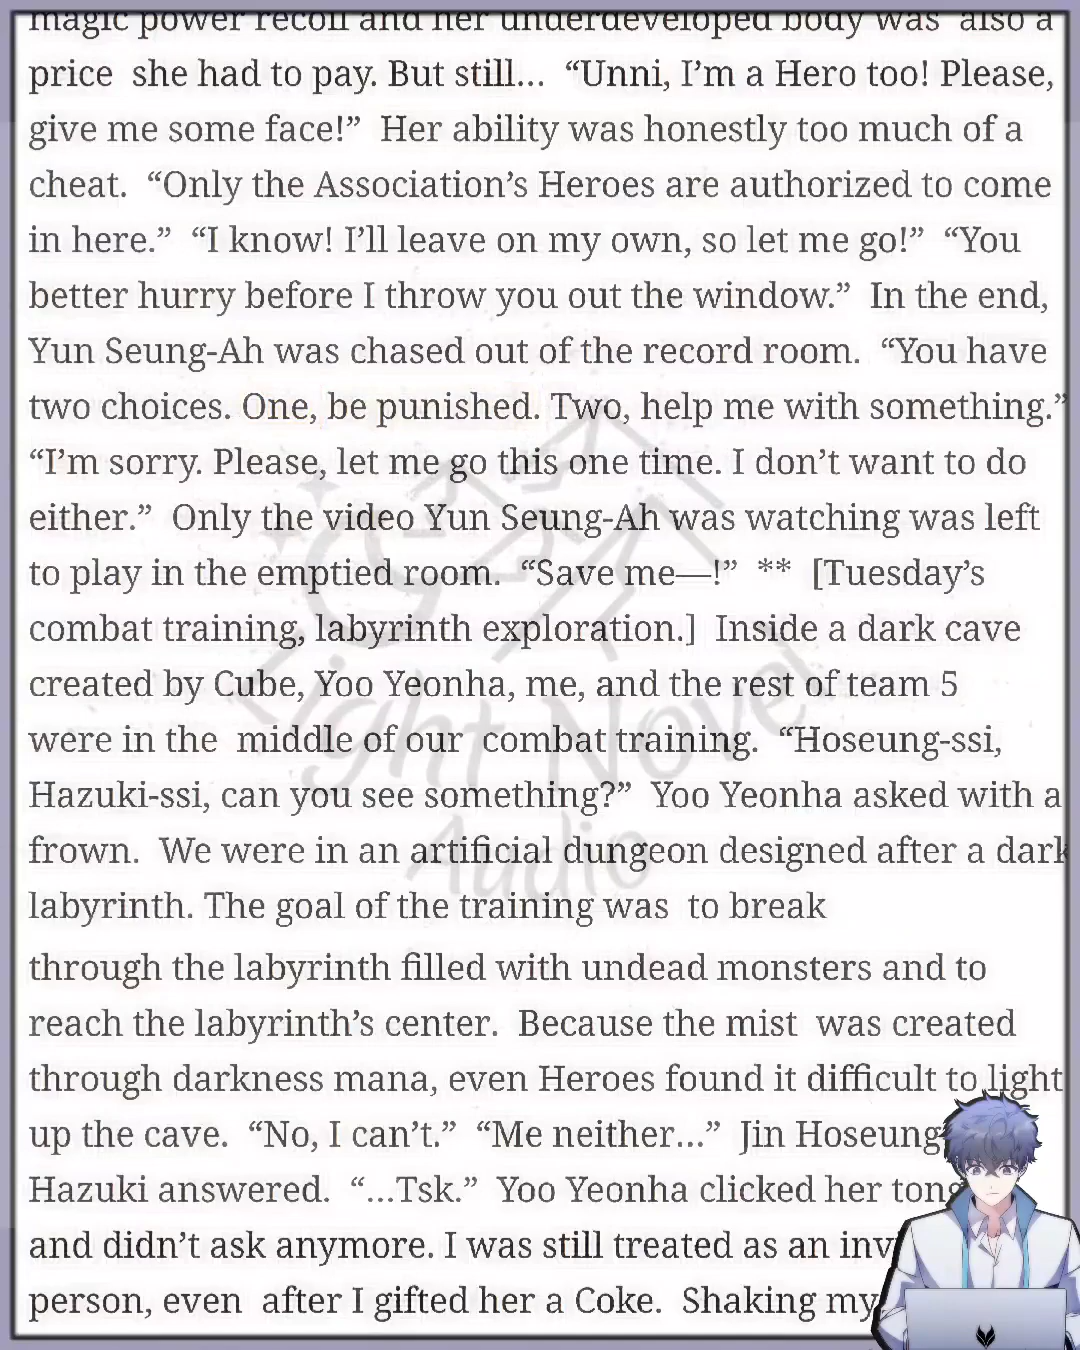 magic power recoil and her underdeveloped body was also a
price she had to pay. But still… “Unni, I’m a Hero too! Please,
give me some face!” Her ability was honestly too much of a
cheat. “Only the Association’s Heroes are authorized to come
in here.” “I know! I’ll leave on my own, so let me go!” “You
better hurry before I throw you out the window.” In the end,
Yun Seung-Ah was chased out of the record room. “You have
two choices. One, be punished. Two, help me with something.”
“I’m sorry. Please, let me go this one time. I don’t want to do
either.” Only the video Yun Seung-Ah was watching was left
to play in the emptied room. “Save me—!” ** [Tuesday’s
combat training, labyrinth exploration.] Inside a dark cave
created by Cube, Yoo Yeonha, me, and the rest of team 5
were in the middle of our combat training. “Hoseung-ssi,
Hazuki-ssi, can you see something?” Yoo Yeonha asked with a
frown. We were in an artificial dungeon designed after a dark
labyrinth. The goal of the training was to break
through the labyrinth filled with undead monsters and to
reach the labyrinth’s center. Because the mist was created
through darkness mana, even Heroes found it difficult to light
up the cave. “No, I can’t.” “Me neither…” Jin Hoseung
Hazuki answered. “…Tsk.” Yoo Yeonha clicked her
and didn’t ask anymore. I was still treated as an
person, even after I gifted her a Coke. Shaking my
Light Novel
Audio